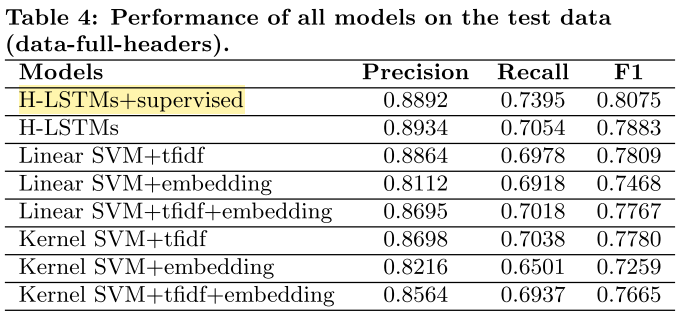 Table 4: Performance of all models on the test data
(data-full-headers).
Models Precision Recall F1
H-LSTMs+supervised 0.8892 0.7395 0.8075
H-LSTMs 0.8934 0.7054 0.7883
Linear SVM+tfidf 0.8864 0.6978 0.7809
Linear SVM+embedding 0.8112 0.6918 0.7468
Linear SVM+tfidf+embedding 0.8695 0.7018 0.7767
Kernel SVM+tfidf 0.8698 0.7038 0.7780
Kernel SVM+embedding 0.8216 0.6501 0.7259
Kernel SVM+tfidf+embedding 0.8564 0.6937 0.7665